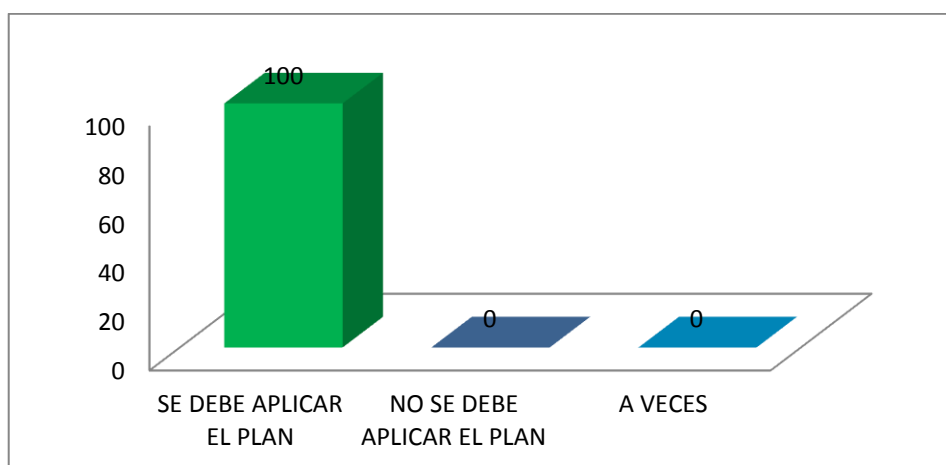 100
100
80
60
40
20
0
0
0
SE DEBE APLICAR
EL PLAN
NO SE DEBE
APLICAR EL PLAN
A VECES